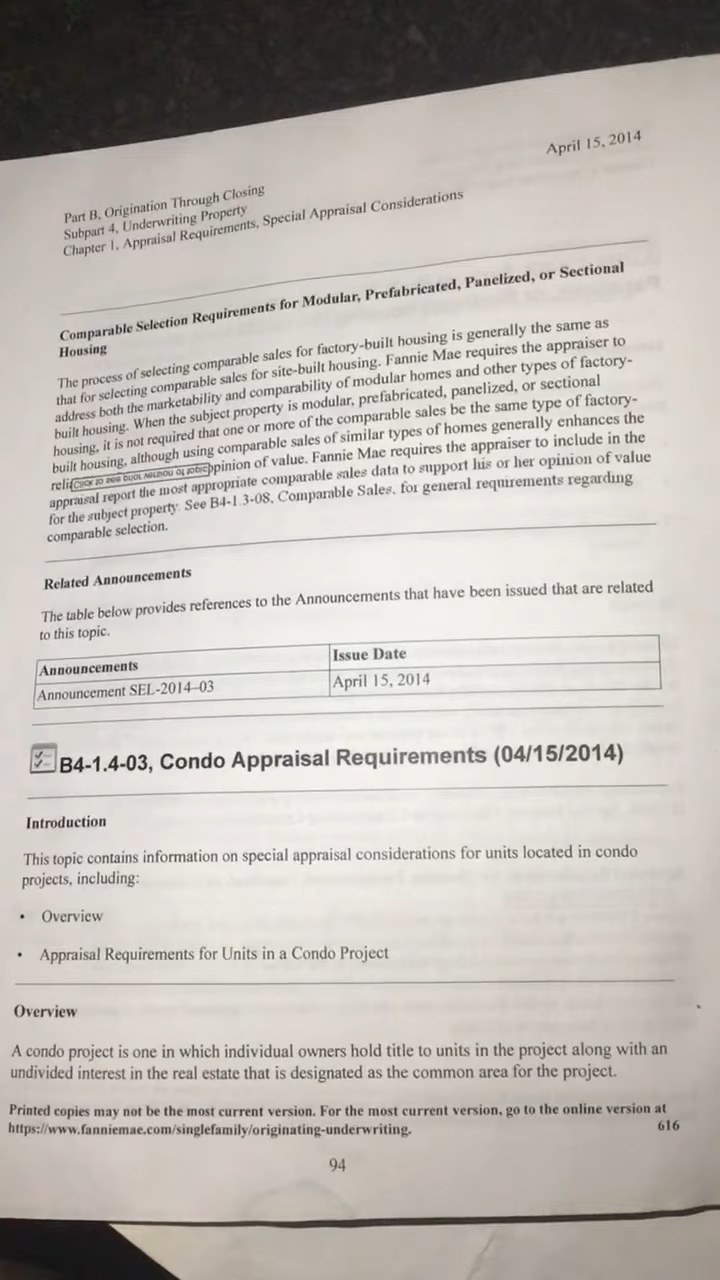 April 15, 2014
Part B, Origination Through Closing
Subpart 4, Underwriting Property
Chapter 1, Appraisal Requirements, Special Appraisal Considerations
Comparable Selection Requirements for Modular, Prefabricated, Panelized, or Sectional
Housing
The process of selecting comparable sales for factory-built housing is generally the same as
that for selecting comparable sales for site-built housing. Fannie Mae requires the appraiser to
address both the marketability and comparability of modular homes and other types of factory-
built housing. When the subject property is modular, prefabricated, panelized, or sectional
housing, it is not required that one or more of the comparable sales be the same type of factory-
built housing, although using comparable sales of similar types of homes generally enhances the
reli pinion of value. Fannie Mae requires the appraiser to include in the
appraisal report the most appropriate comparable sales data to support his or her opinion of value
for the subject property. See B4-1.3-08, Comparable Sales, for general requirements regarding
comparable selection.
Related Announcements
The table below provides references to the Announcements that have been issued that are related
to this topic.
Announcements Issue Date
Announcement SEL-2014-03 April 15, 2014
B4-1.4-03, Condo Appraisal Requirements (04/15/2014)
Introduction
This topic contains information on special appraisal considerations for units located in condo
projects, including:
• Overview
• Appraisal Requirements for Units in a Condo Project
Overview
A condo project is one in which individual owners hold title to units in the project along with an
undivided interest in the real estate that is designated as the common area for the project.
Printed copies may not be the most current version. For the most current version, go to the online version at
https://www.fanniemae.com/singlefamily/originating-underwriting. 616
94